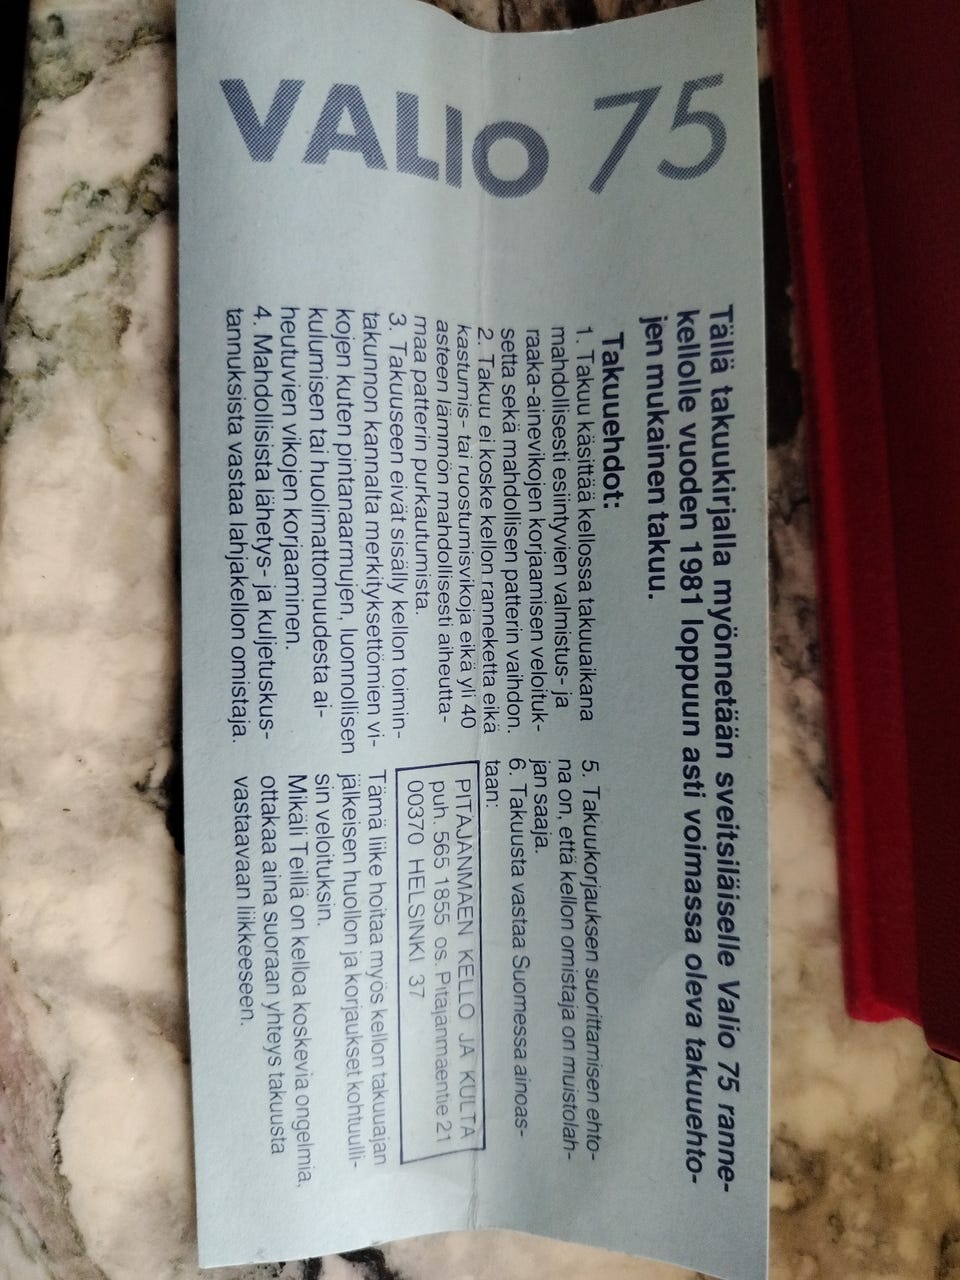 VALIO 75
Tällä takuukirjalla myönnetään sveitsiläiselle Valio 75 ranne-
kellolle vuoden 1981 loppuun asti voimassa oleva takuuehto-
jen mukainen takuu.
Takuuehdot:
1. Takuu käsittää kellossa takuuaikana
mahdollisesti esiintyvien valmistus- ja
raaka-ainevikojen korjaamisen veloituk-
setta sekä mahdollisen patterin vaihdon.
2. Takuu ei koske kellon ranneketta eikä
kastumis- tai ruostumisvikoja eikä yli 40
asteen lämmön mahdollisesti aiheutta-
maa patterin purkautumista.
3. Takuuseen eivät sisälly kellon toimin-
takunnon kannalta merkityksettömien vi-
kojen kuten pintanaarmujen, luonnollisen
kulumisen tai huolimattomuudesta ai-
heutuvien vikojen korjaaminen.
4. Mahdollisista lähetys- ja kuljetuskus-
tannuksista vastaa lahjakellon omistaja.
5. Takuukorjauksen suorittamisen ehto-
na on, että kellon omistaja on muistolah-
jan saaja.
6. Takuusta vastaa Suomessa ainoas-
taan:
PITÄJÄNMÄEN KELLO JA KULTA
puh. 565 1855 os. Pitäjänmäentie 21
00370 HELSINKI 37
Tämä liike hoitaa myös kellon takuuajan
jälkeisen huollon ja korjaukset kohtuulli-
sin veloituksin.
Mikäli Teillä on kelloa koskevia ongelmia,
ottakaa aina suoraan yhteys takuusta
vastaavaan liikkeeseen.